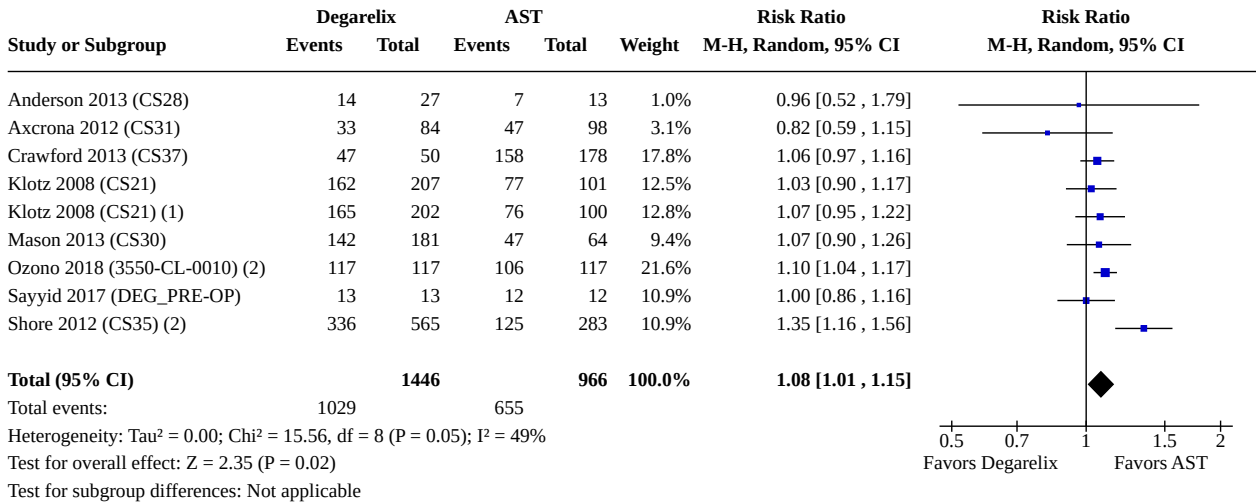 Degarelix AST Risk Ratio Risk Ratio
Study or Subgroup Events Total Events Total Weight M-H, Random, 95% CI M-H, Random, 95% CI
Anderson 2013 (CS28) 14 27 7 13 1.0% 0.96 [0.52 , 1.79]
Axcrona 2012 (CS31) 33 84 47 98 3.1% 0.82 [0.59 , 1.15]
Crawford 2013 (CS37) 47 50 158 178 17.8% 1.06 [0.97 , 1.16]
Klotz 2008 (CS21) 162 207 77 101 12.5% 1.03 [0.90 , 1.17]
Klotz 2008 (CS21) (1) 165 202 76 100 12.8% 1.07 [0.95 , 1.22]
Mason 2013 (CS30) 142 181 47 64 9.4% 1.07 [0.90 , 1.26]
Ozono 2018 (3550-CL-0010) (2) 117 117 106 117 21.6% 1.10 [1.04 , 1.17]
Sayyid 2017 (DEG_PRE-OP) 13 13 12 12 10.9% 1.00 [0.86 , 1.16]
Shore 2012 (CS35) (2) 336 565 125 283 10.9% 1.35 [1.16 , 1.56]
Total (95% CI) 1446 966 100.0% 1.08 [1.01 , 1.15]
Total events: 1029 655
Heterogeneity: Tau² = 0.00; Chi² = 15.56, df = 8 (P = 0.05); I² = 49%
Test for overall effect: Z = 2.35 (P = 0.02)
Test for subgroup differences: Not applicable
0.5 0.7 1 1.5 2
Favors Degarelix Favors AST